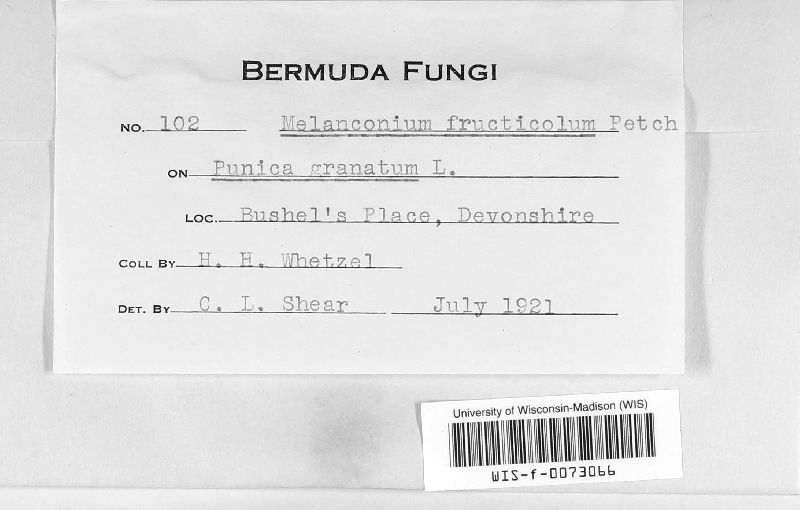 BERMUDA FUNGI
NO. 102 Melanconium fructicolum Petch
ON Punica granatum L.
LOC. Bushel's Place, Devonshire
COLL BY H. H. Whetzel
DET. BY C. L. Shear July 1921
University of Wisconsin-Madison (WIS)
WIS-f-0073066